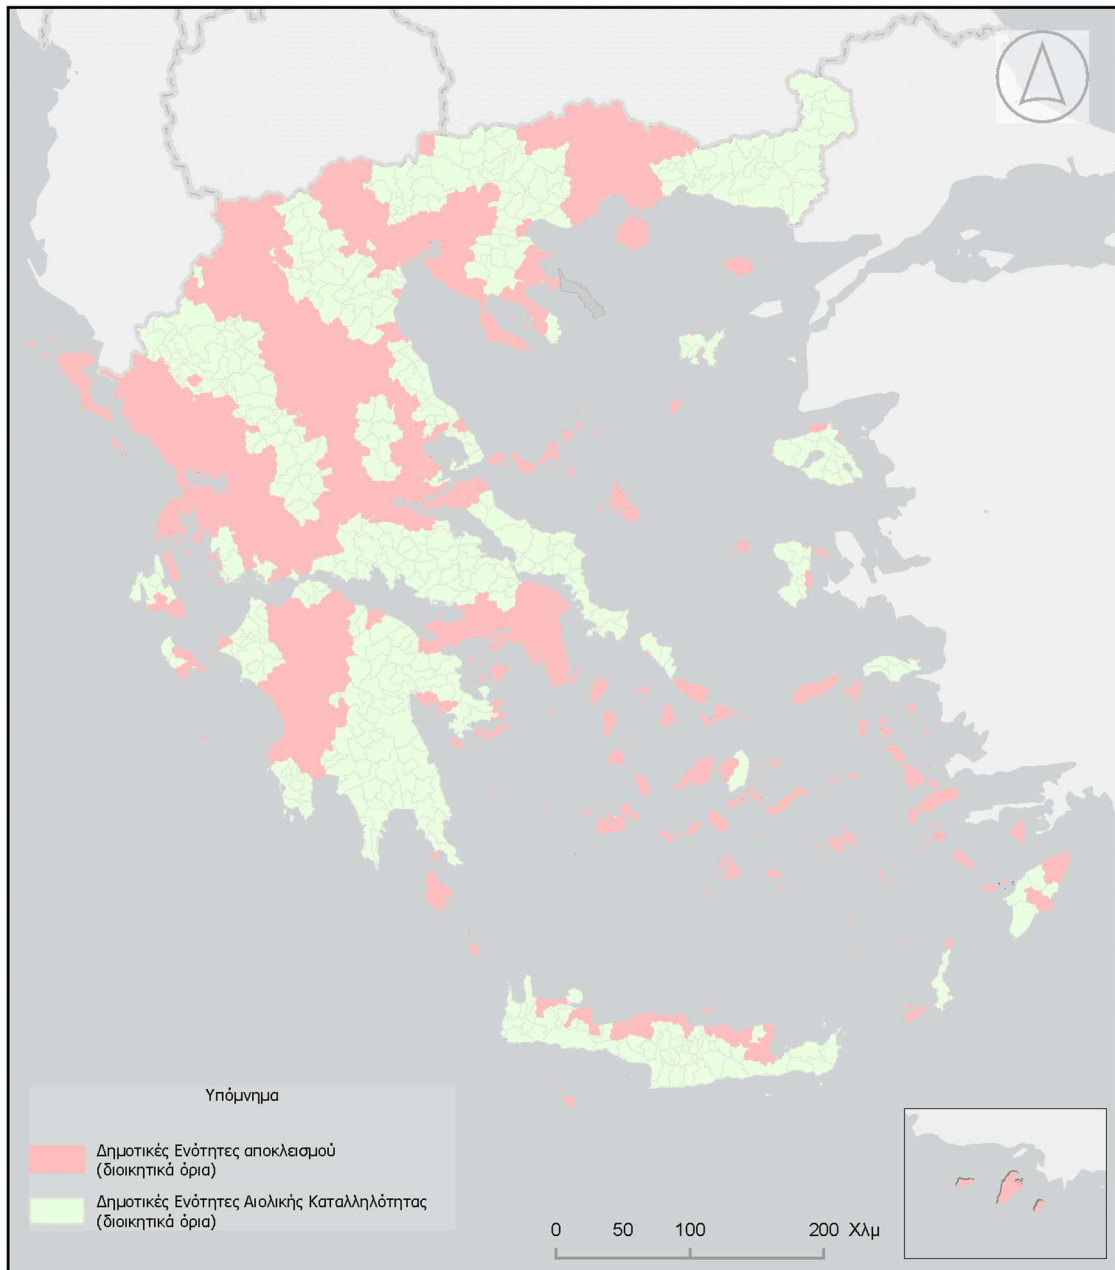 Υπόμνημα
Δημοτικές Ενότητες αποκλεισμού
(διοικητικά όρια)
Δημοτικές Ενότητες Αιολικής Καταλληλότητας
(διοικητικά όρια)
0 50 100 200 Χλμ